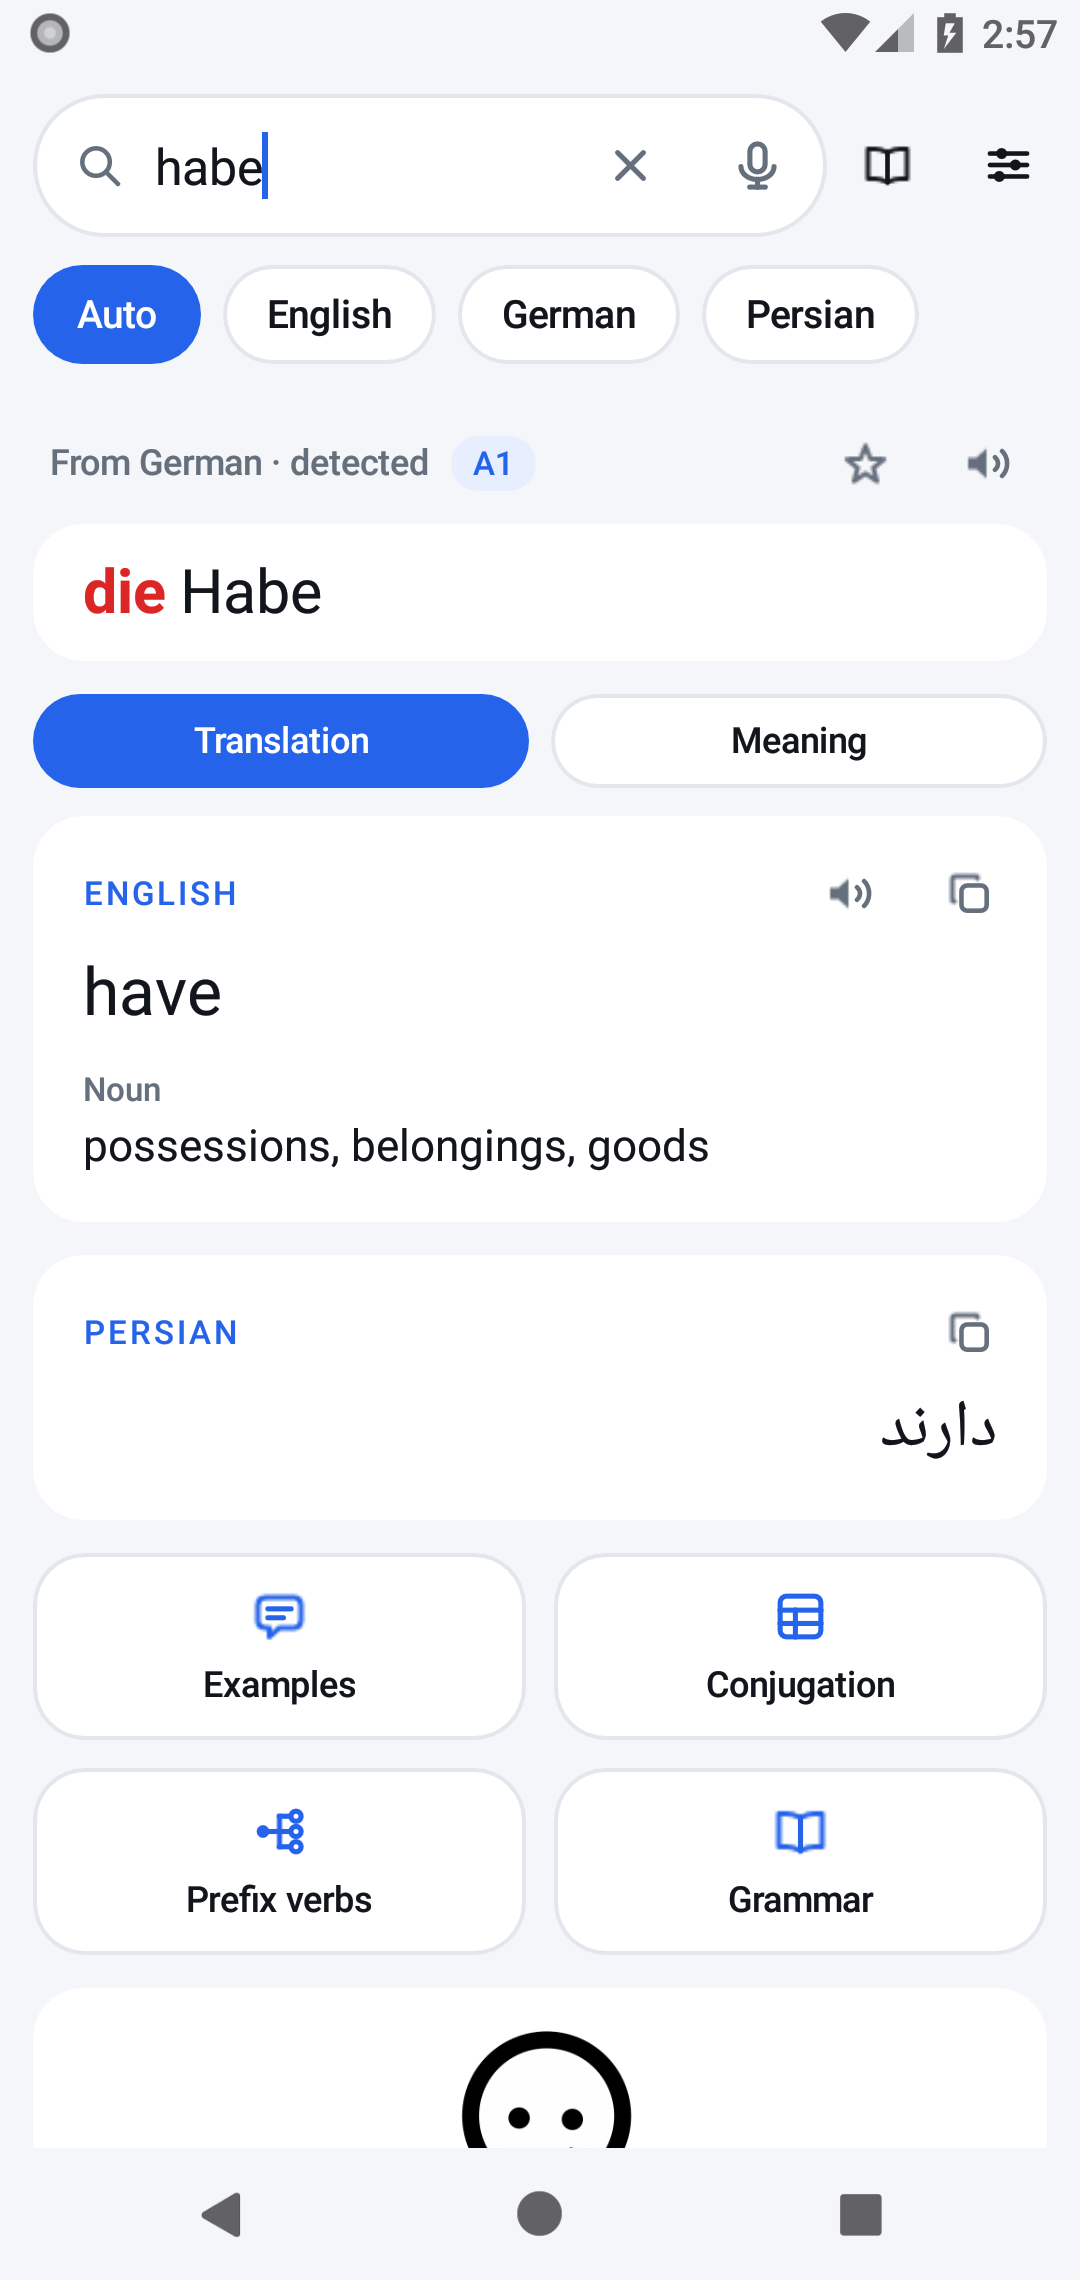 2:57
habe
Auto English German Persian
From German · detected A1
die Habe
Translation Meaning
ENGLISH
have
Noun
possessions, belongings, goods
PERSIAN
دارند
Examples Conjugation
Prefix verbs Grammar